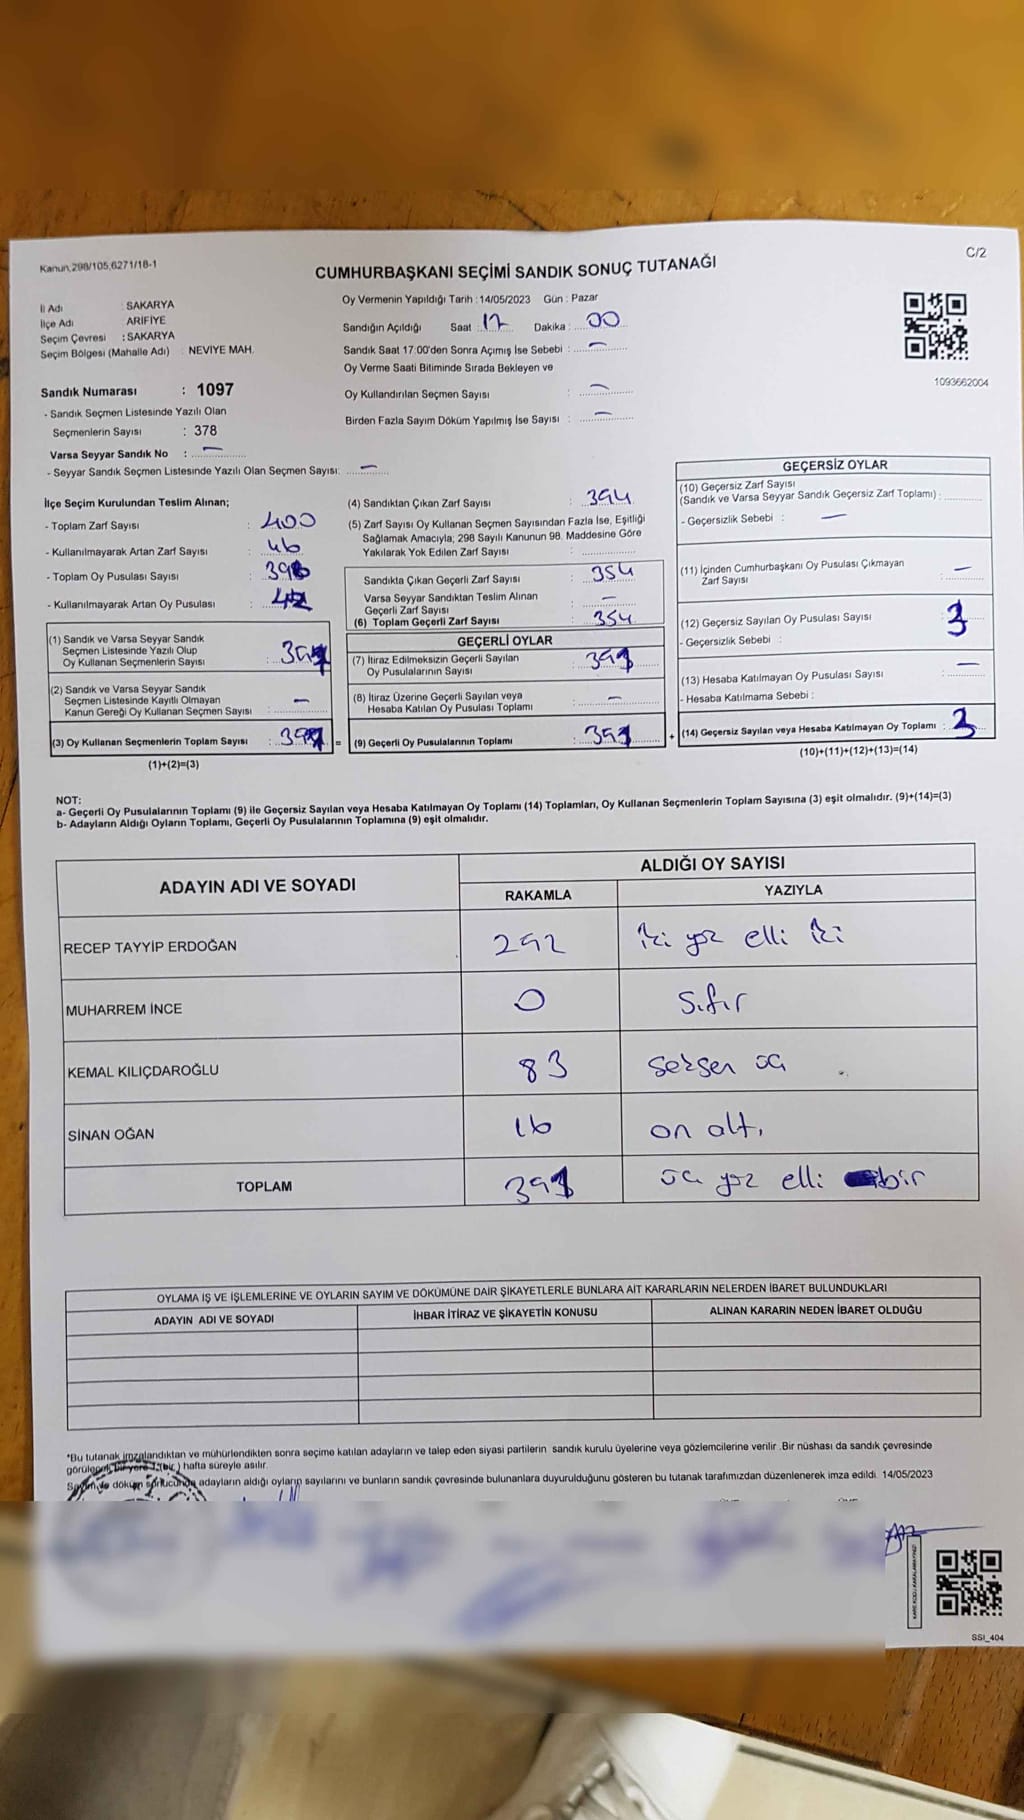 Kanun,298/105,6271/18-1
C/2
CUMHURBAŞKANI SEÇİMİ SANDIK SONUÇ TUTANAĞI
İl Adı : SAKARYA
İlçe Adı : ARİFİYE
Seçim Çevresi : SAKARYA
Seçim Bölgesi (Mahalle Adı) : NEVİYE MAH.
Oy Vermenin Yapıldığı Tarih : 14/05/2023 Gün : Pazar
Sandığın Açıldığı Saat : 17 Dakika : 00
Sandık Saat 17:00'den Sonra Açımış İse Sebebi : —
Oy Verme Saati Bitiminde Sırada Bekleyen ve
Oy Kullandırılan Seçmen Sayısı : —
Birden Fazla Sayım Döküm Yapılmış İse Sayısı : —
1093662004
Sandık Numarası : 1097
- Sandık Seçmen Listesinde Yazılı Olan
Seçmenlerin Sayısı : 378
Varsa Seyyar Sandık No : —
- Seyyar Sandık Seçmen Listesinde Yazılı Olan Seçmen Sayısı: —
İlçe Seçim Kurulundan Teslim Alınan;
- Toplam Zarf Sayısı : 400
- Kullanılmayarak Artan Zarf Sayısı : 46
- Toplam Oy Pusulası Sayısı :
- Kullanılmayarak Artan Oy Pusulası :
(1) Sandık ve Varsa Seyyar Sandık
Seçmen Listesinde Yazılı Olup
Oy Kullanan Seçmenlerin Sayısı : 354
(2) Sandık ve Varsa Seyyar Sandık
Seçmen Listesinde Kayıtlı Olmayan
Kanun Gereği Oy Kullanan Seçmen Sayısı : —
(3) Oy Kullanan Seçmenlerin Toplam Sayısı : 354
(1)+(2)=(3)
(4) Sandıktan Çıkan Zarf Sayısı : 354
(5) Zarf Sayısı Oy Kullanan Seçmen Sayısından Fazla İse, Eşitliği
Sağlamak Amacıyla; 298 Sayılı Kanunun 98. Maddesine Göre
Yakılarak Yok Edilen Zarf Sayısı :
Sandıkta Çıkan Geçerli Zarf Sayısı : 354
Varsa Seyyar Sandıktan Teslim Alınan
Geçerli Zarf Sayısı : —
(6) Toplam Geçerli Zarf Sayısı : 354
GEÇERLİ OYLAR
(7) İtiraz Edilmeksizin Geçerli Sayılan
Oy Pusulalarının Sayısı : 351
(8) İtiraz Üzerine Geçerli Sayılan veya
Hesaba Katılan Oy Pusulası Toplamı : —
= (9) Geçerli Oy Pusulalarının Toplamı : 351
GEÇERSİZ OYLAR
(10) Geçersiz Zarf Sayısı
(Sandık ve Varsa Seyyar Sandık Geçersiz Zarf Toplamı) :
- Geçersizlik Sebebi : —
(11) İçinden Cumhurbaşkanı Oy Pusulası Çıkmayan
Zarf Sayısı : —
(12) Geçersiz Sayılan Oy Pusulası Sayısı : 3
- Geçersizlik Sebebi :
(13) Hesaba Katılmayan Oy Pusulası Sayısı : —
- Hesaba Katılmama Sebebi :
+ (14) Geçersiz Sayılan veya Hesaba Katılmayan Oy Toplamı : 3
(10)+(11)+(12)+(13)=(14)
NOT:
a- Geçerli Oy Pusulalarının Toplamı (9) ile Geçersiz Sayılan veya Hesaba Katılmayan Oy Toplamı (14) Toplamları, Oy Kullanan Seçmenlerin Toplam Sayısına (3) eşit olmalıdır. (9)+(14)=(3)
b- Adayların Aldığı Oyların Toplamı, Geçerli Oy Pusulalarının Toplamına (9) eşit olmalıdır.
ADAYIN ADI VE SOYADI ALDIĞI OY SAYISI
RAKAMLA YAZIYLA
RECEP TAYYİP ERDOĞAN 252 iki yüz elli iki
MUHARREM İNCE 0 sıfır
KEMAL KILIÇDAROĞLU 83 seksen üç
SİNAN OĞAN 16 on altı
TOPLAM 351 üç yüz elli bir
OYLAMA İŞ VE İŞLEMLERİNE VE OYLARIN SAYIM VE DÖKÜMÜNE DAİR ŞİKAYETLERLE BUNLARA AİT KARARLARIN NELERDEN İBARET BULUNDUKLARI
ADAYIN ADI VE SOYADI İHBAR İTİRAZ VE ŞİKAYETİN KONUSU ALINAN KARARIN NEDEN İBARET OLDUĞU
*Bu tutanak imzalandıktan ve mühürlendikten sonra seçime katılan adayların ve talep eden siyasi partilerin sandık kurulu üyelerine veya gözlemcilerine verilir .Bir nüshası da sandık çevresinde
görülecek bir yere 1 (bir ) hafta süreyle asılır.
Sayım ve döküm sonucunda adayların aldığı oyların sayılarını ve bunların sandık çevresinde bulunanlara duyurulduğunu gösteren bu tutanak tarafımızdan düzenlenerek imza edildi. 14/05/2023
KARE KODU KARALAMAYINIZ!
SSI_404